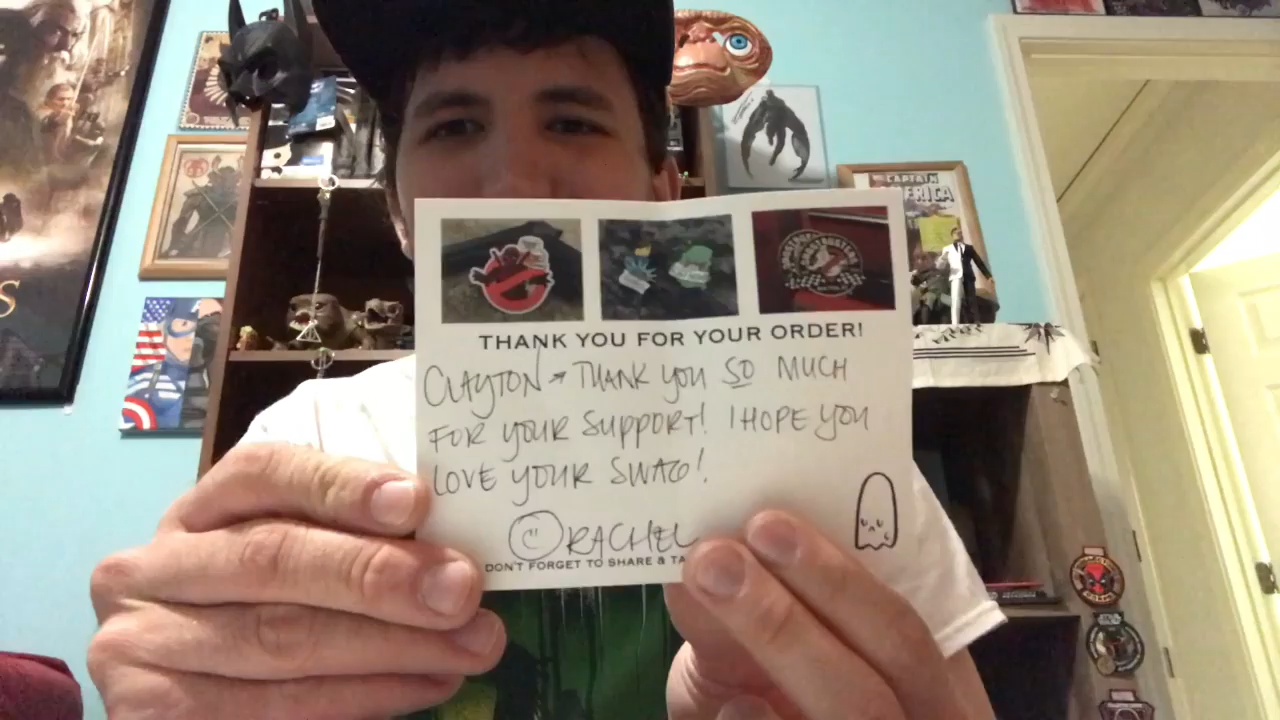 CAPTAIN
AMERICA
S
THANK YOU FOR YOUR ORDER!
CLAYTON → THANK YOU SO MUCH
FOR YOUR SUPPORT! I HOPE YOU
LOVE YOUR SWAG!
RACHEL
DON'T FORGET TO SHARE & TA